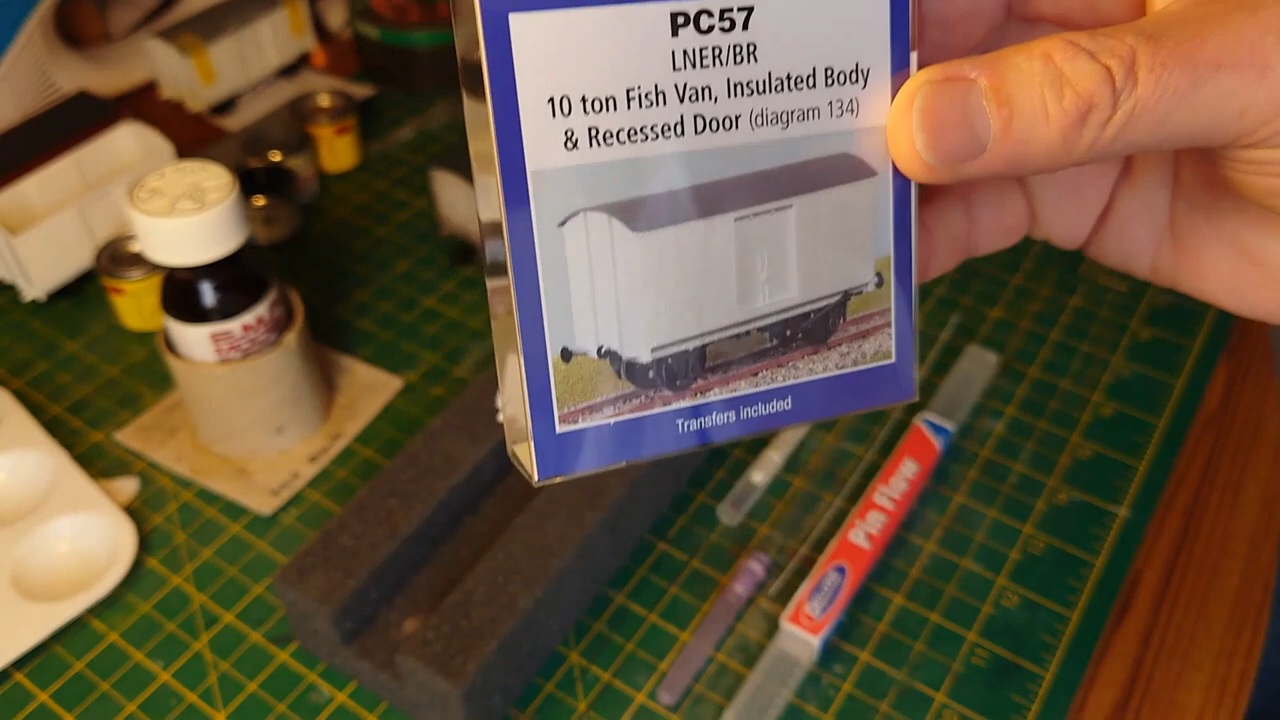 PC57
LNER/BR
10 ton Fish Van, Insulated Body
& Recessed Door (diagram 134)
Transfers included
Pin Flow